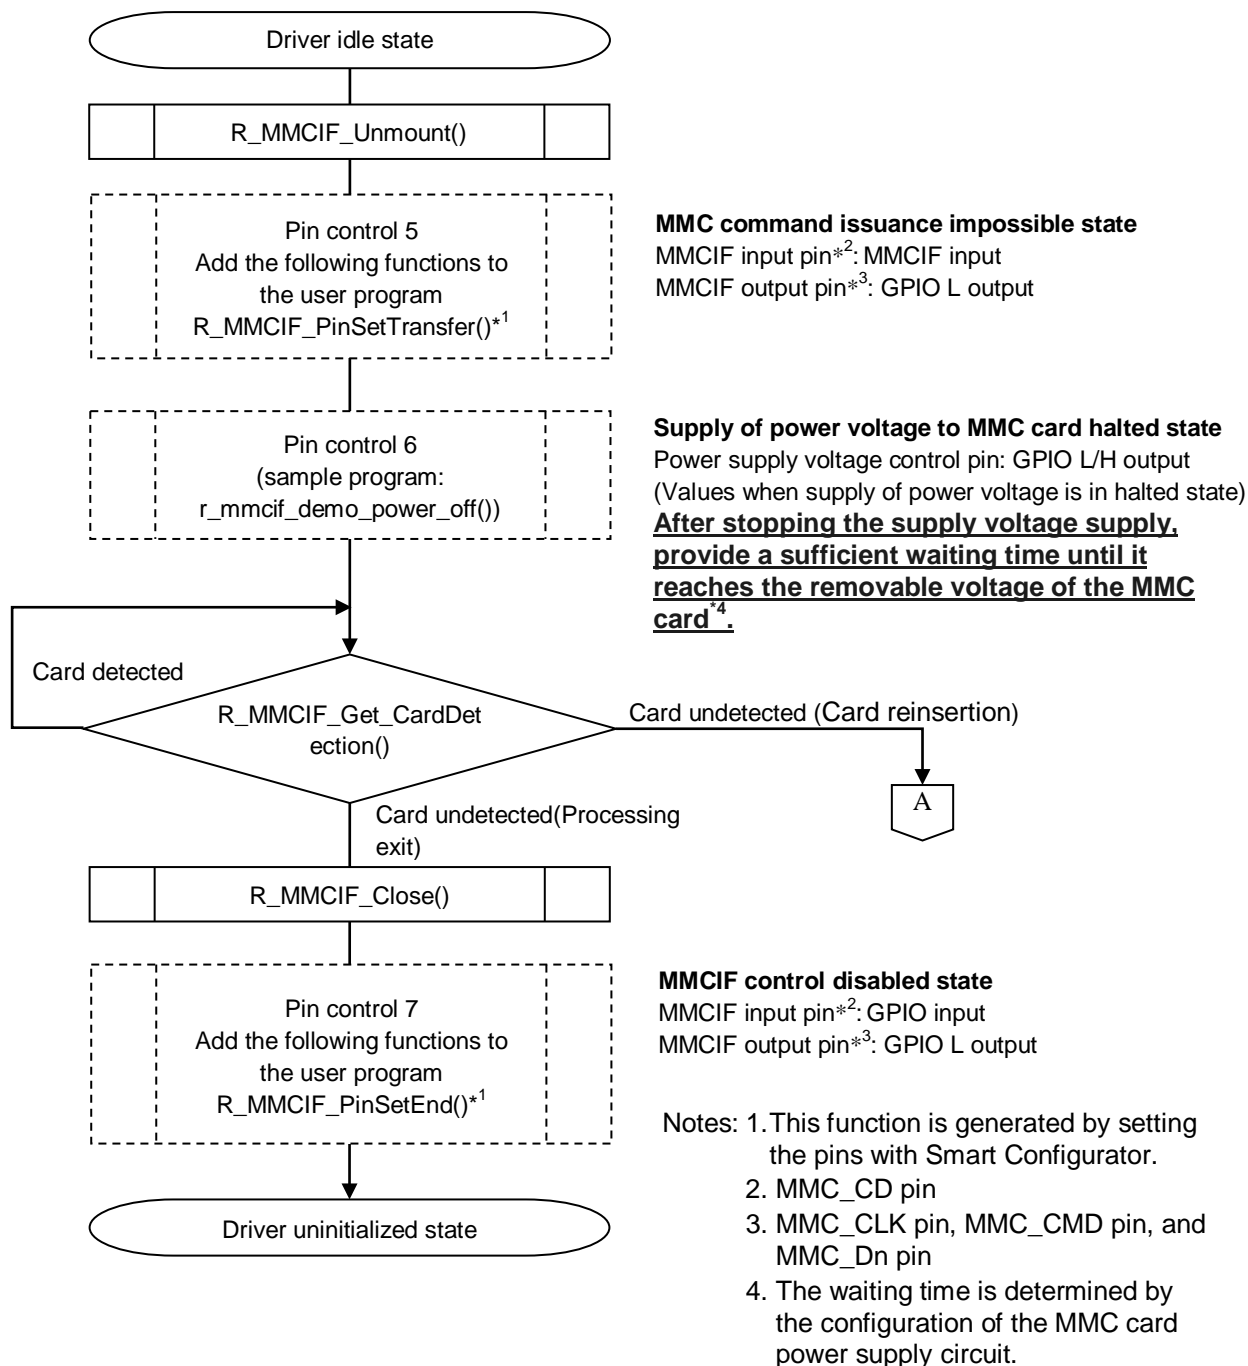 Driver idle state
R_MMCIF_Unmount()
Pin control 5
Add the following functions to
the user program
R_MMCIF_PinSetTransfer()*1
MMC command issuance impossible state
MMCIF input pin*2: MMCIF input
MMCIF output pin*3: GPIO L output
Pin control 6
(sample program:
r_mmcif_demo_power_off())
Supply of power voltage to MMC card halted state
Power supply voltage control pin: GPIO L/H output
(Values when supply of power voltage is in halted state)
After stopping the supply voltage supply,
provide a sufficient waiting time until it
reaches the removable voltage of the MMC
card*4.
Card detected
R_MMCIF_Get_CardDet
ection()
Card undetected (Card reinsertion)
A
Card undetected(Processing
exit)
R_MMCIF_Close()
Pin control 7
Add the following functions to
the user program
R_MMCIF_PinSetEnd()*1
MMCIF control disabled state
MMCIF input pin*2: GPIO input
MMCIF output pin*3: GPIO L output
Driver uninitialized state
Notes: 1. This function is generated by setting
the pins with Smart Configurator.
2. MMC_CD pin
3. MMC_CLK pin, MMC_CMD pin, and
MMC_Dn pin
4. The waiting time is determined by
the configuration of the MMC card
power supply circuit.